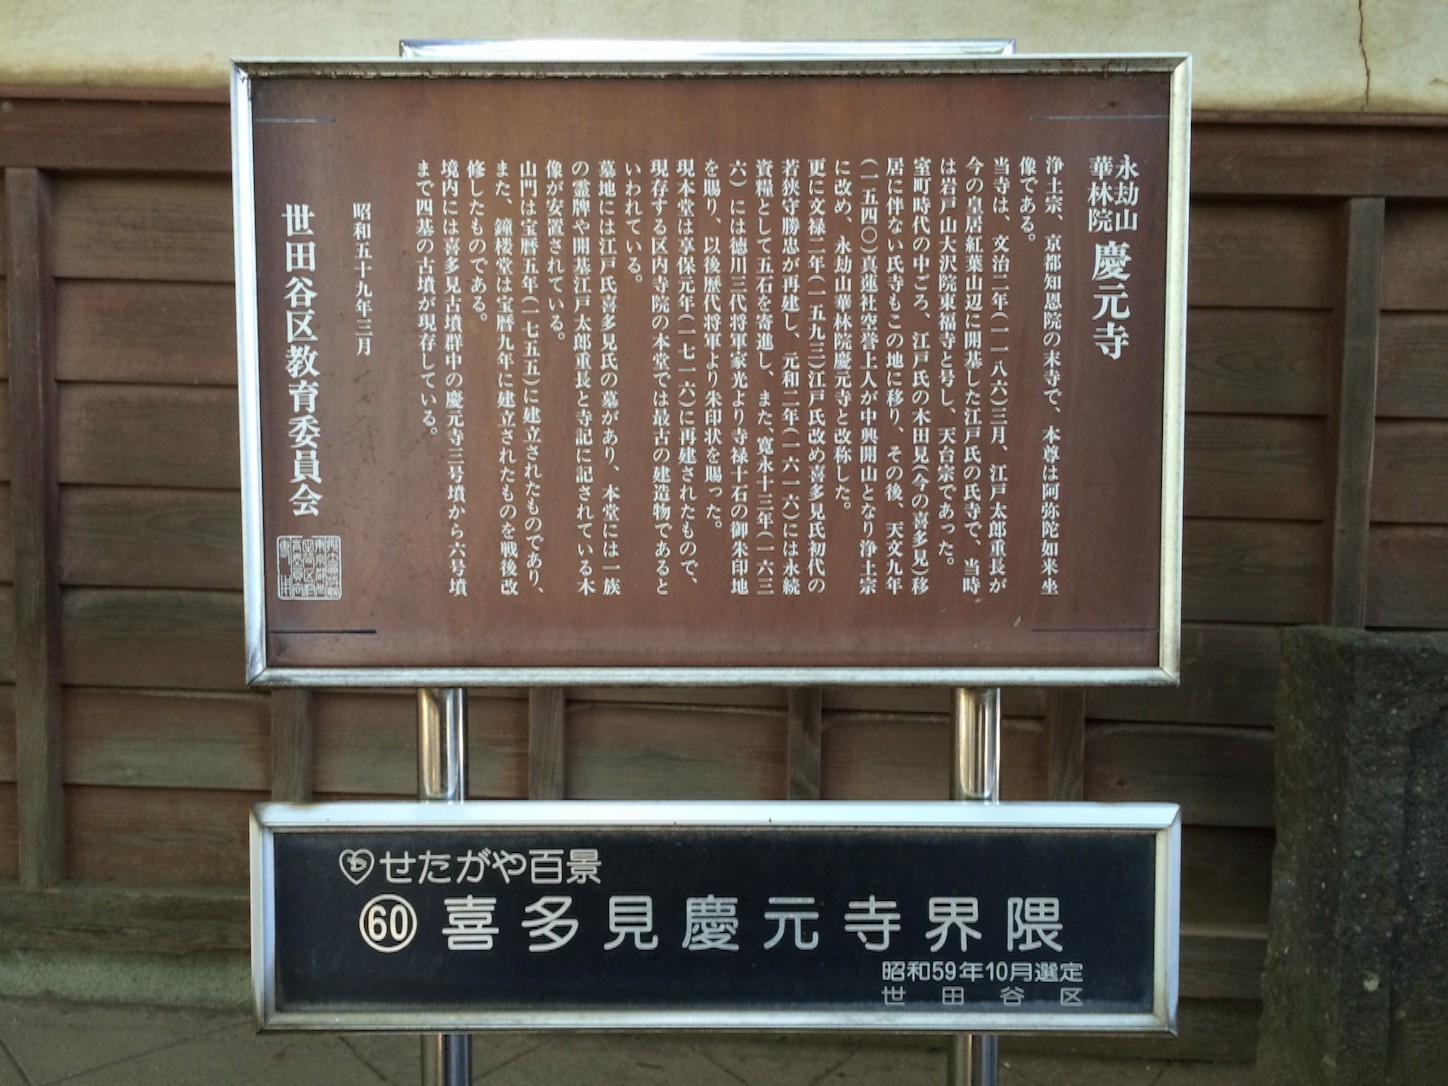 永劫山
華林院
慶元寺
浄土宗、京都知恩院の末寺で、本尊は阿弥陀如来坐
像である。
当寺は、文治二年(一一八六)三月、江戸太郎重長が
今の皇居紅葉山辺に開基した江戸氏の氏寺で、当時
は岩戸山大沢院東福寺と号し、天台宗であった。
室町時代の中ごろ、江戸氏の木田見(今の喜多見)移
居に伴ない氏寺もこの地に移り、その後、天文九年
(一五四〇)真蓮社空誉上人が中興開山となり浄土宗
に改め、永劫山華林院慶元寺と改称した。
更に文禄二年(一五九三)江戸氏改め喜多見氏初代の
若狭守勝忠が再建し、元和二年(一六一六)には永続
資糧として五石を寄進し、また、寛永十三年(一六三
六)には徳川三代将軍家光より寺禄十石の御朱印地
を賜り、以後歴代将軍より朱印状を賜った。
現本堂は享保元年(一七一六)に再建されたもので、
現存する区内寺院の本堂では最古の建造物であると
いわれている。
墓地には江戸氏喜多見氏の墓があり、本堂には一族
の霊牌や開基江戸太郎重長と寺記に記されている木
像が安置されている。
山門は宝暦五年(一七五五)に建立されたものであり、
また、鐘楼堂は宝暦九年に建立されたものを戦後改
修したものである。
境内には喜多見古墳群中の慶元寺三号墳から六号墳
まで四基の古墳が現存している。
昭和五十九年三月
世田谷区教育委員会
せたがや百景
60 喜多見慶元寺界隈
昭和59年10月選定
世田谷区